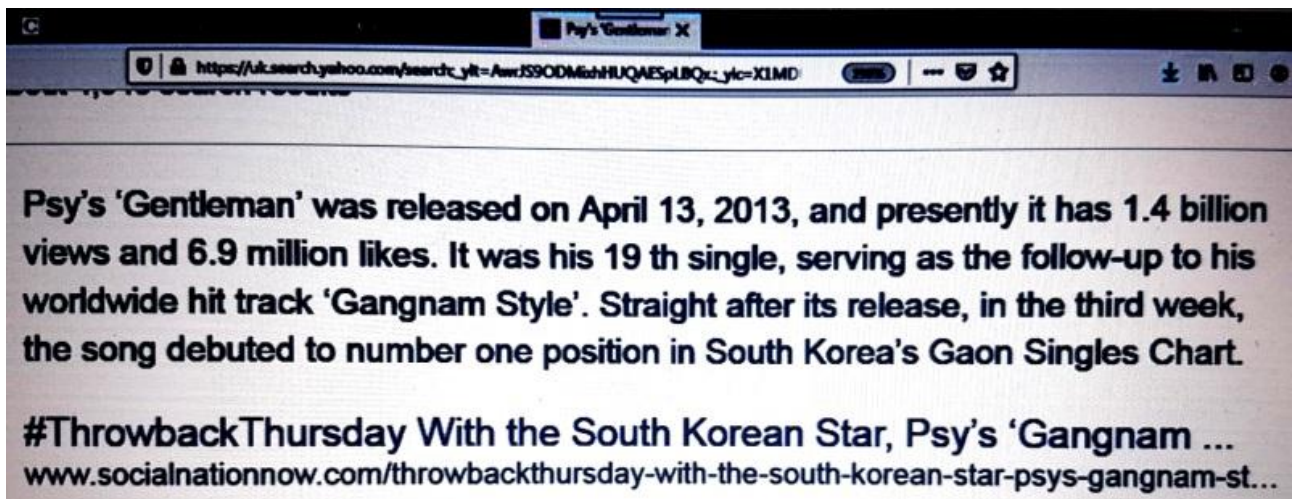 Psy's 'Gentleman' X
https://uk.search.yahoo.com/search;_ylt=
Psy's 'Gentleman' was released on April 13, 2013, and presently it has 1.4 billion
views and 6.9 million likes. It was his 19 th single, serving as the follow-up to his
worldwide hit track 'Gangnam Style'. Straight after its release, in the third week,
the song debuted to number one position in South Korea's Gaon Singles Chart.
#ThrowbackThursday With the South Korean Star, Psy's 'Gangnam ...
www.socialnationnow.com/throwbackthursday-with-the-south-korean-star-psys-gangnam-st...